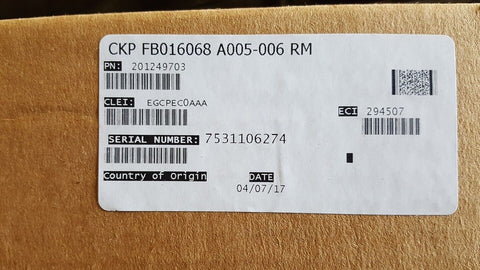 CKP FB016068 A005-006 RM
PN: 201249703
CLEI: EGCPEC0AAA
ECI 294507
SERIAL NUMBER: 7531106274
Country of Origin DATE
04/07/17